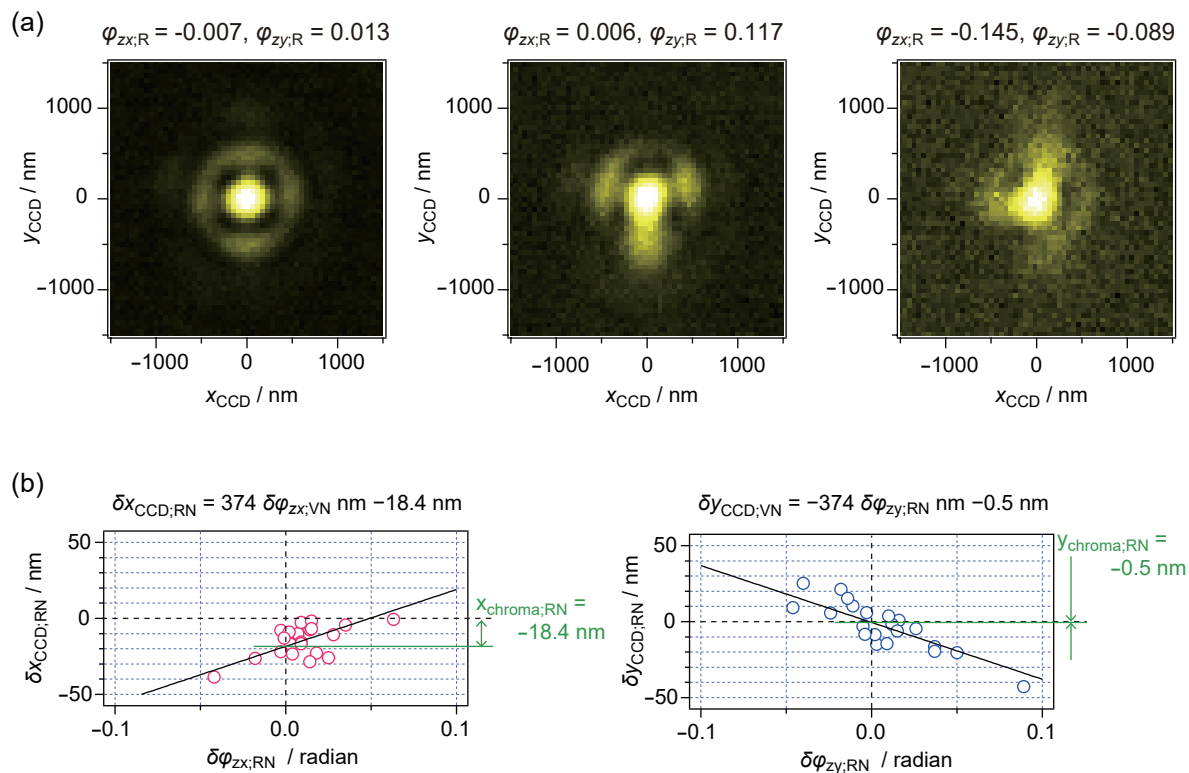 (a)
φzx;R = -0.007, φzy;R = 0.013
φzx;R = 0.006, φzy;R = 0.117
φzx;R = -0.145, φzy;R = -0.089
1000
0
−1000
yCCD / nm
−1000 0 1000
xCCD / nm
1000
0
−1000
yCCD / nm
−1000 0 1000
xCCD / nm
1000
0
−1000
yCCD / nm
−1000 0 1000
xCCD / nm
(b)
δxCCD;RN = 374 δφzx;VN nm −18.4 nm
50
0
−50
δxCCD;RN / nm
xchroma;RN =
−18.4 nm
−0.1 0.0 0.1
δφzx;RN / radian
δyCCD;VN = −374 δφzy;RN nm −0.5 nm
50
0
−50
δyCCD;RN / nm
ychroma;RN =
−0.5 nm
−0.1 0.0 0.1
δφzy;RN / radian